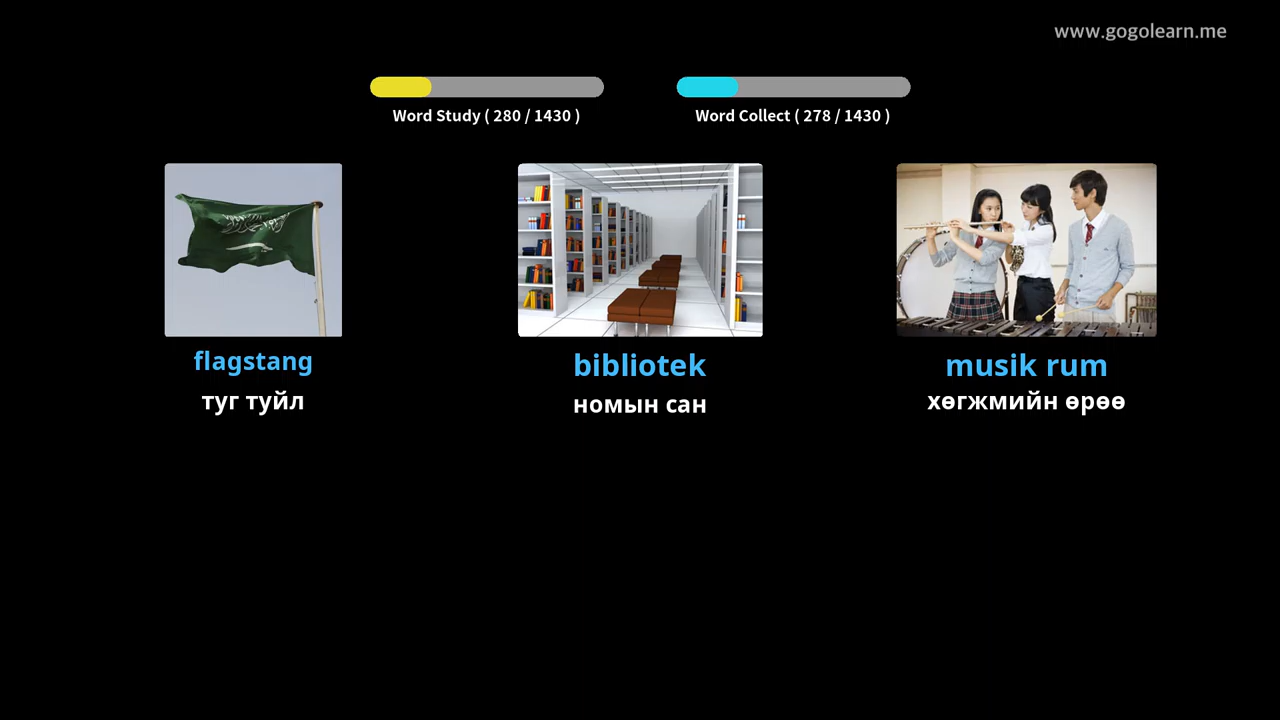 www.gogolearn.me
Word Study ( 280 / 1430 )
Word Collect ( 278 / 1430 )
flagstang
bibliotek
musik rum
туг туйл
номын сан
хөгжмийн өрөө